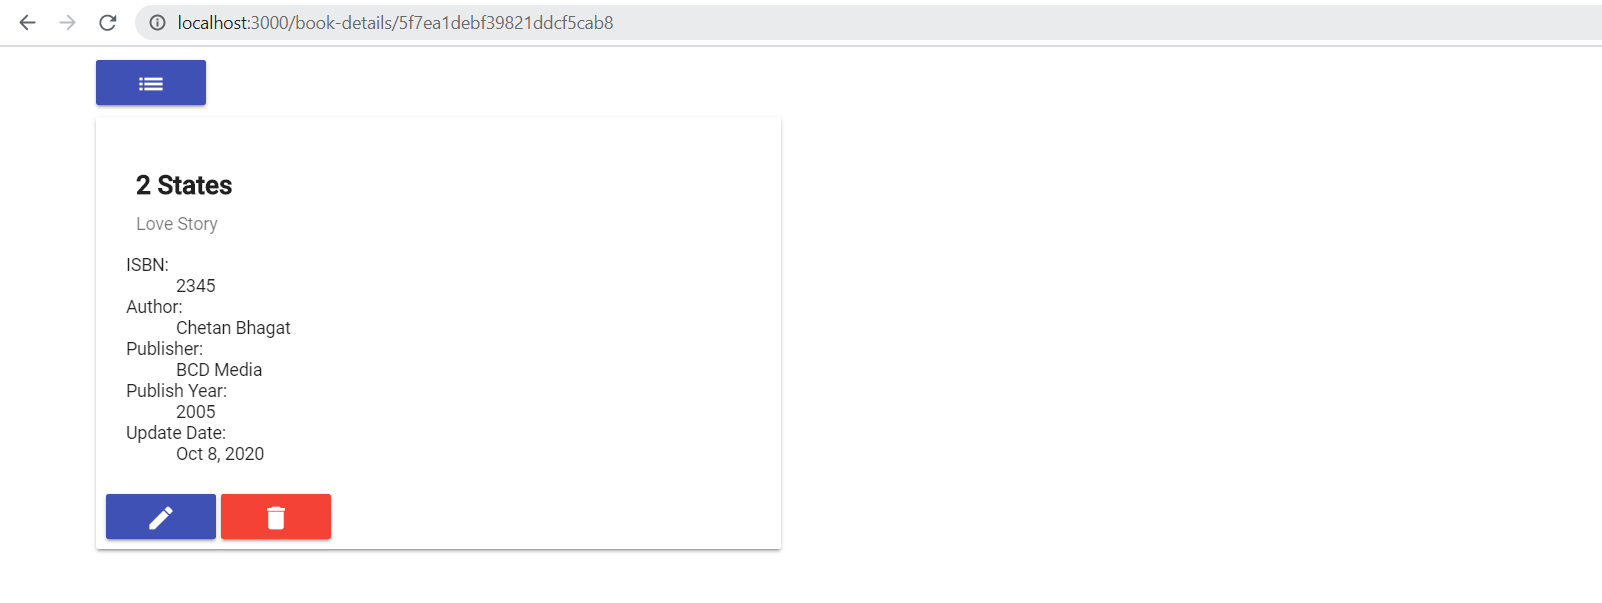 localhost:3000/book-details/5f7ea1debf39821ddcf5cab8
2 States
Love Story
ISBN:
2345
Author:
Chetan Bhagat
Publisher:
BCD Media
Publish Year:
2005
Update Date:
Oct 8, 2020